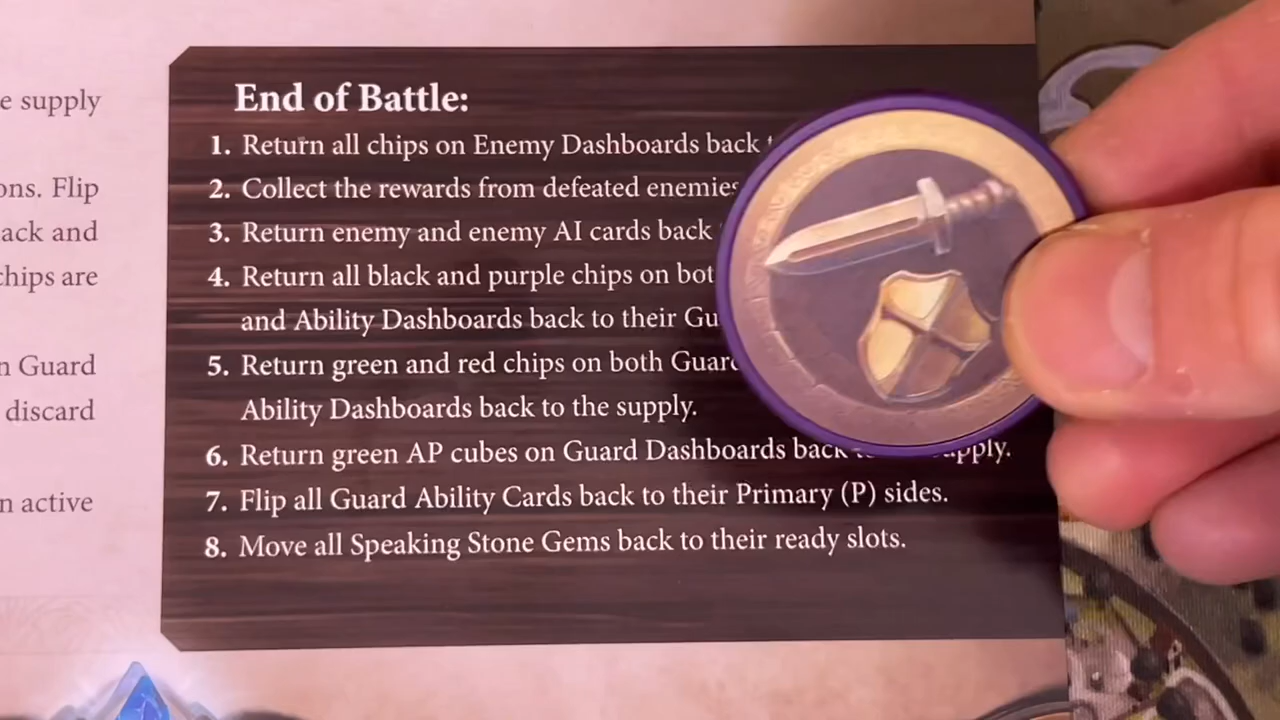 e supply
ons. Flip
ack and
chips are
n Guard
discard
n active
End of Battle:
1. Return all chips on Enemy Dashboards back
2. Collect the rewards from defeated enemies
3. Return enemy and enemy AI cards back
4. Return all black and purple chips on bot
and Ability Dashboards back to their Gu
5. Return green and red chips on both Guard
Ability Dashboards back to the supply.
6. Return green AP cubes on Guard Dashboards back pply.
7. Flip all Guard Ability Cards back to their Primary (P) sides.
8. Move all Speaking Stone Gems back to their ready slots.